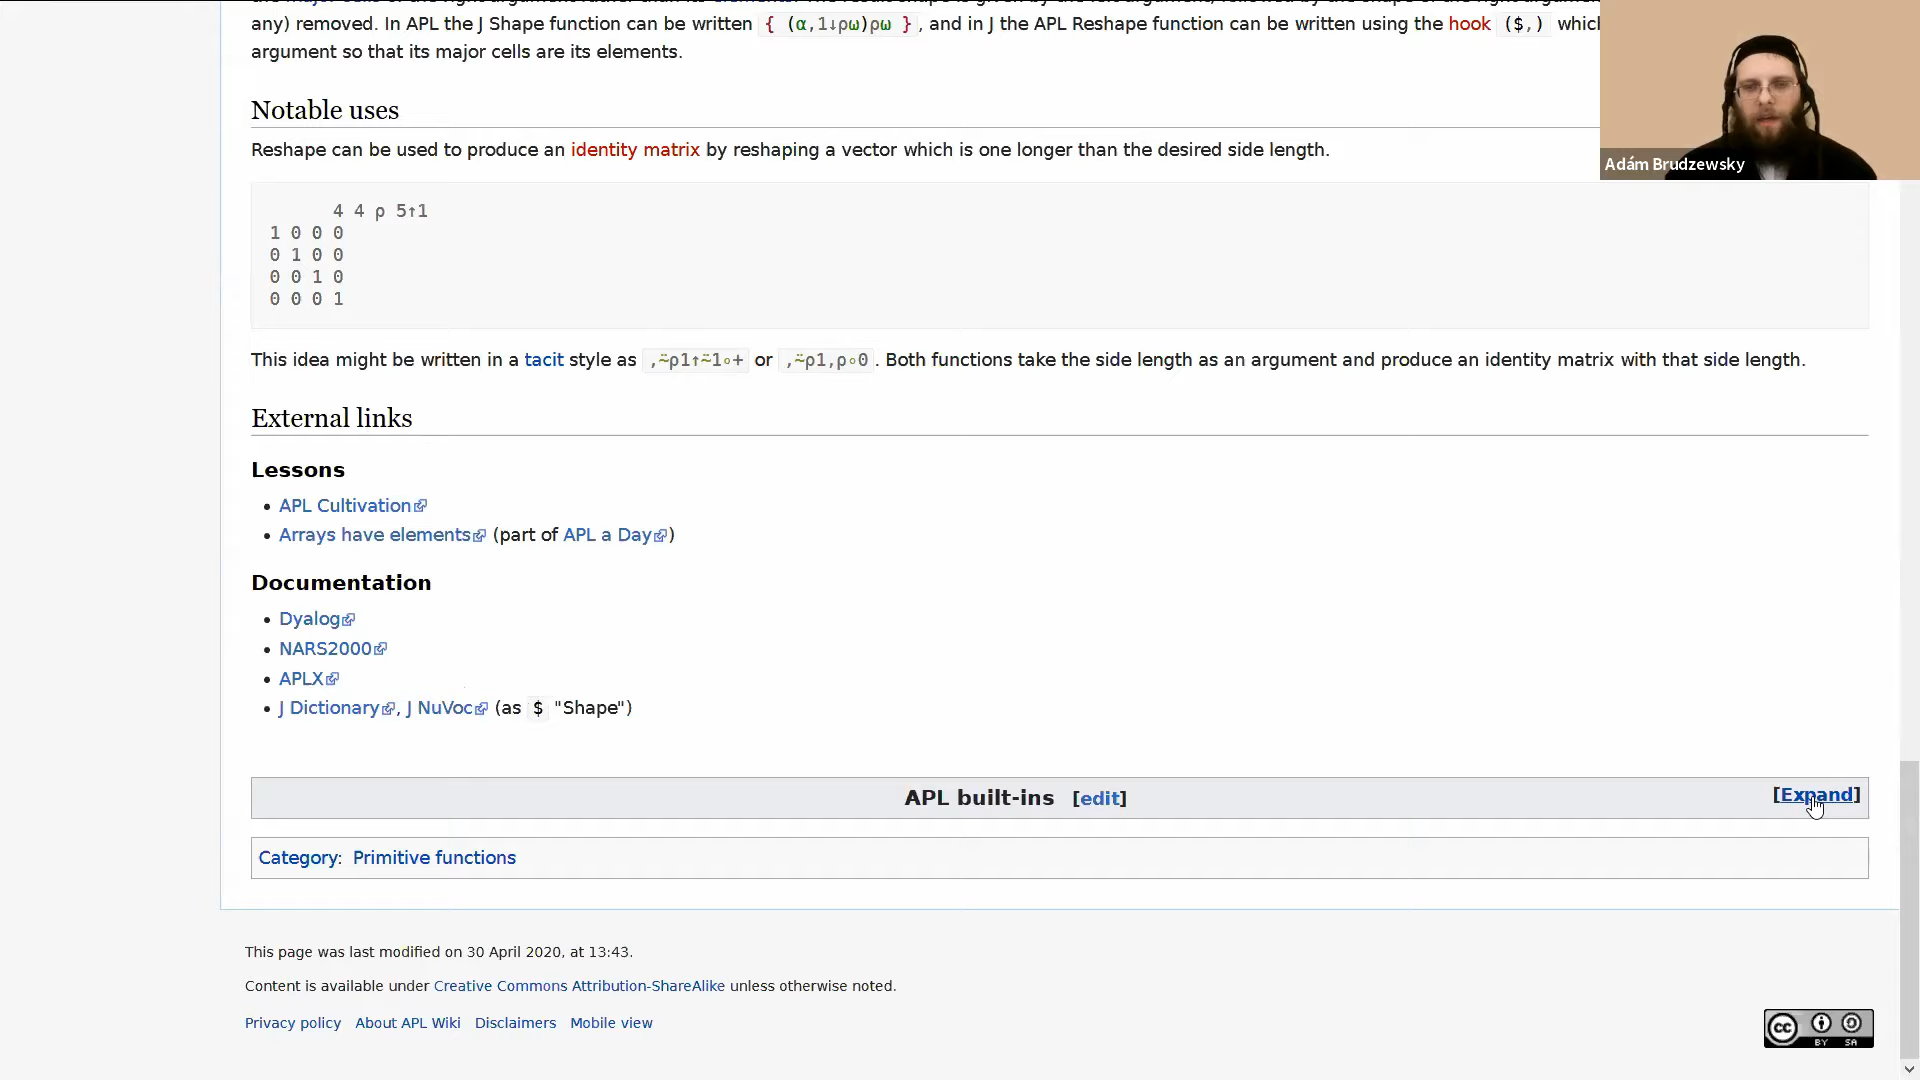 any) removed. In APL the J Shape function can be written { (⍺,1↓⍴⍵)⍴⍵ }, and in J the APL Reshape function can be written using the hook ($,) whic
argument so that its major cells are its elements.
Adám Brudzewsky
Notable uses
Reshape can be used to produce an identity matrix by reshaping a vector which is one longer than the desired side length.
4 4 ⍴ 5↑1
1 0 0 0
0 1 0 0
0 0 1 0
0 0 0 1
This idea might be written in a tacit style as ,⍨⍴1↑⍨1∘+ or ,⍨⍴1,⍴∘0. Both functions take the side length as an argument and produce an identity matrix with that side length.
External links
Lessons
• APL Cultivation
• Arrays have elements (part of APL a Day)
Documentation
• Dyalog
• NARS2000
• APLX
• J Dictionary, J NuVoc (as $ "Shape")
APL built-ins [edit] [Expand]
Category: Primitive functions
This page was last modified on 30 April 2020, at 13:43.
Content is available under Creative Commons Attribution-ShareAlike unless otherwise noted.
Privacy policy About APL Wiki Disclaimers Mobile view
cc BY SA